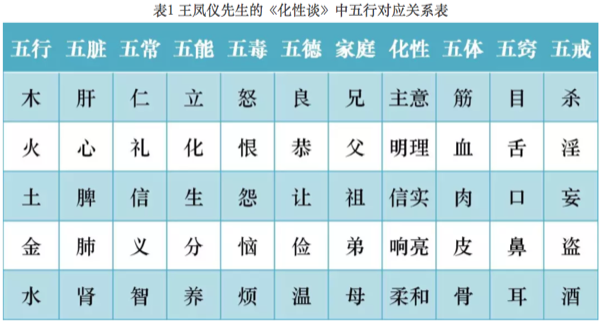 表1 王凤仪先生的《化性谈》中五行对应关系表
五行 五脏 五常 五能 五毒 五德 家庭 化性 五体 五窍 五戒
木 肝 仁 立 怒 良 兄 主意 筋 目 杀
火 心 礼 化 恨 恭 父 明理 血 舌 淫
土 脾 信 生 怨 让 祖 信实 肉 口 妄
金 肺 义 分 恼 俭 弟 响亮 皮 鼻 盗
水 肾 智 养 烦 温 母 柔和 骨 耳 酒